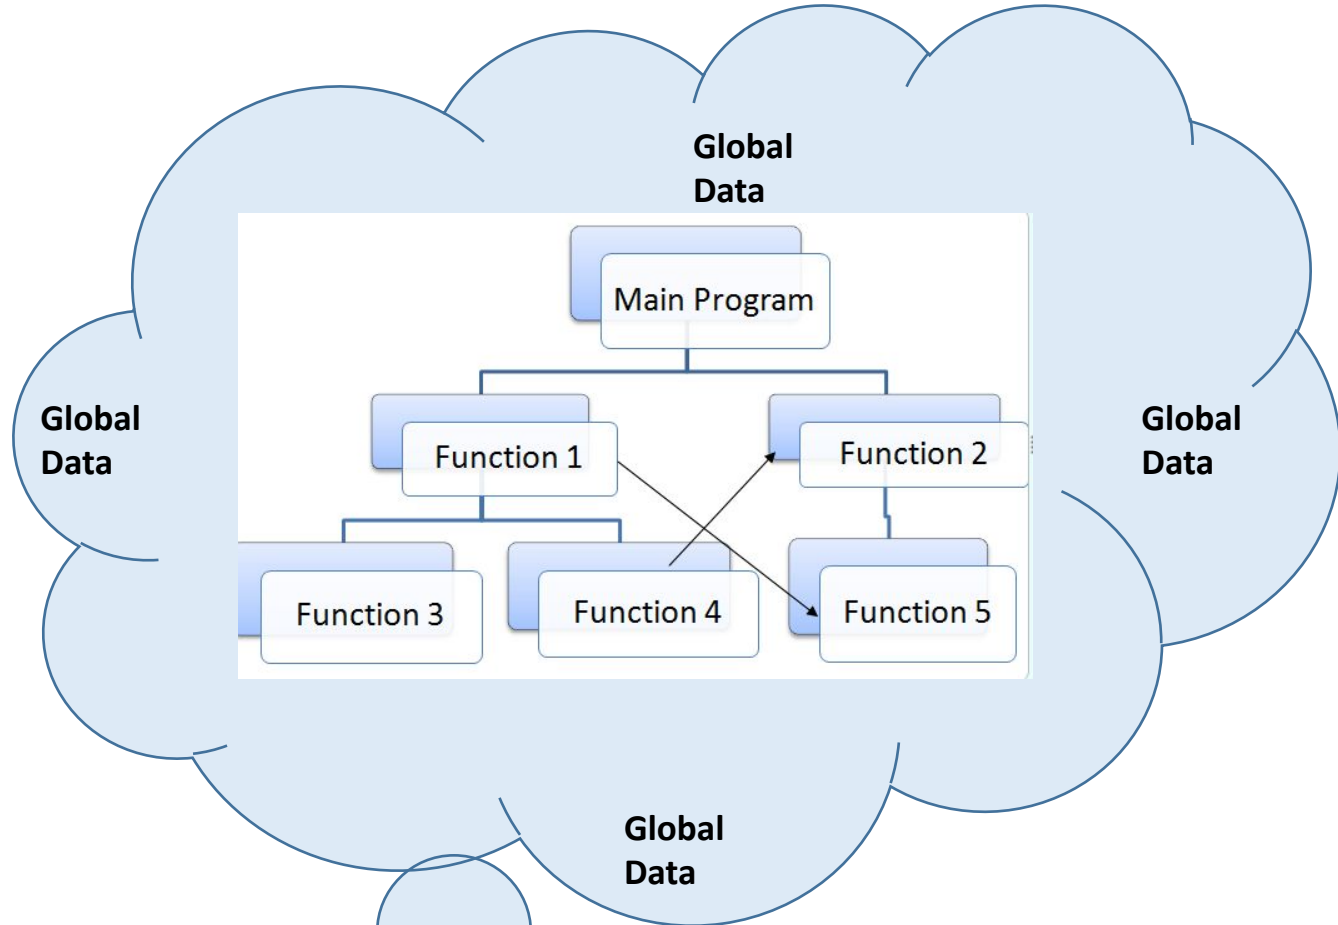 Global
Data
Main Program
Global
Data
Function 1
Function 2
Global
Data
Function 3
Function 4
Function 5
Global
Data